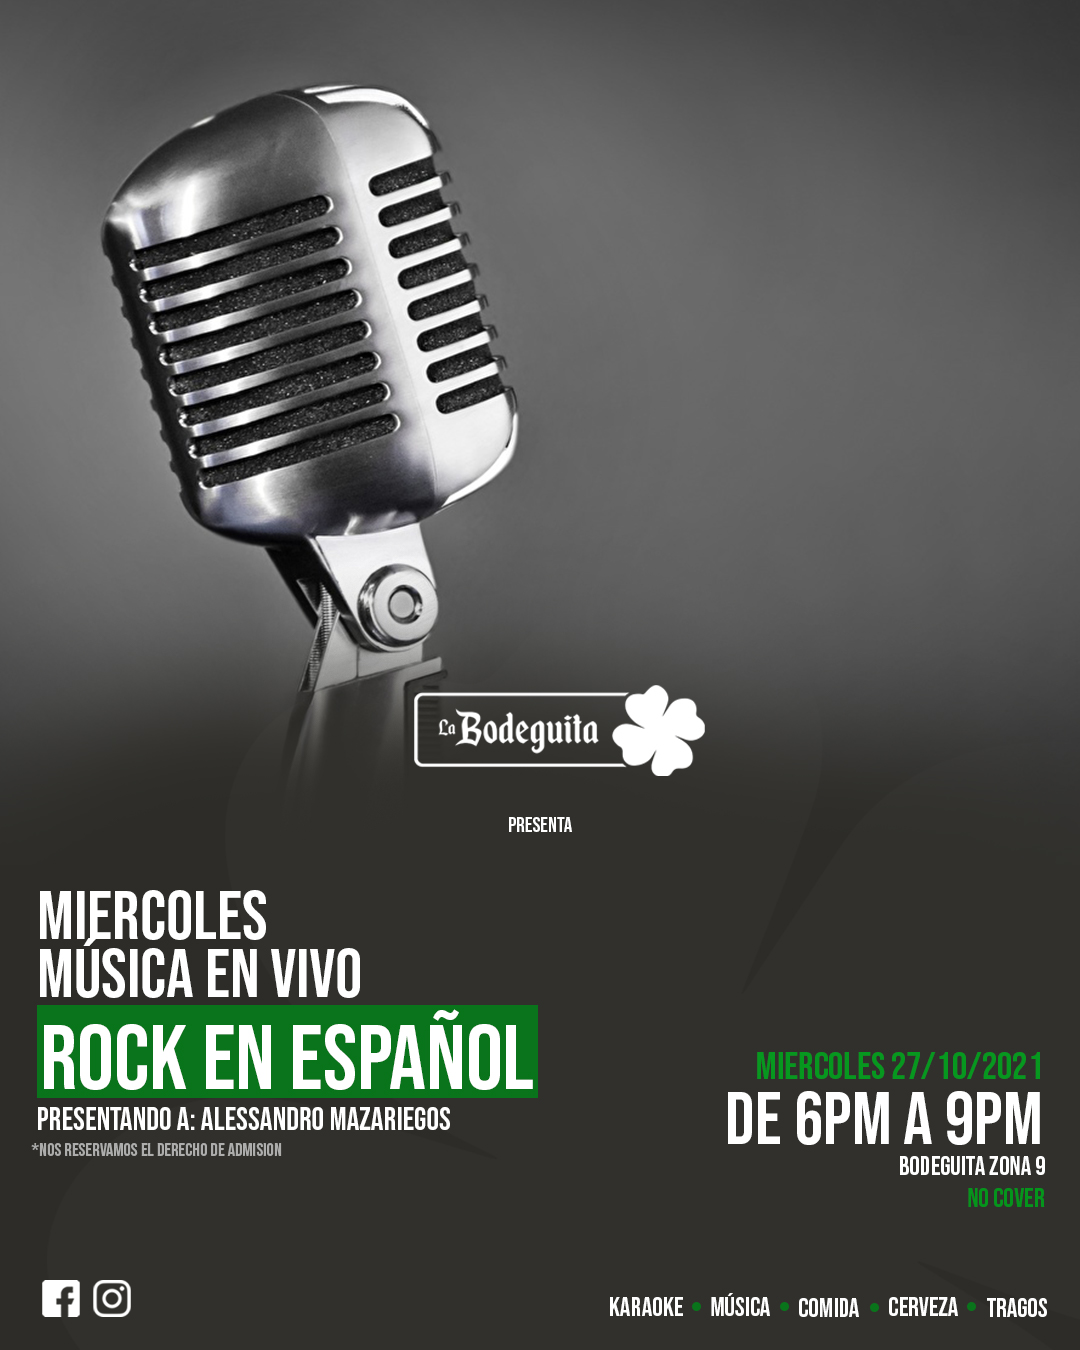 La Bodeguita
PRESENTA
MIERCOLES
MÚSICA EN VIVO
ROCK EN ESPAÑOL
PRESENTANDO A: ALESSANDRO MAZARIEGOS
*NOS RESERVAMOS EL DERECHO DE ADMISION
MIERCOLES 27/10/2021
DE 6PM A 9PM
BODEGUITA ZONA 9
NO COVER
KARAOKE • MÚSICA • COMIDA • CERVEZA • TRAGOS